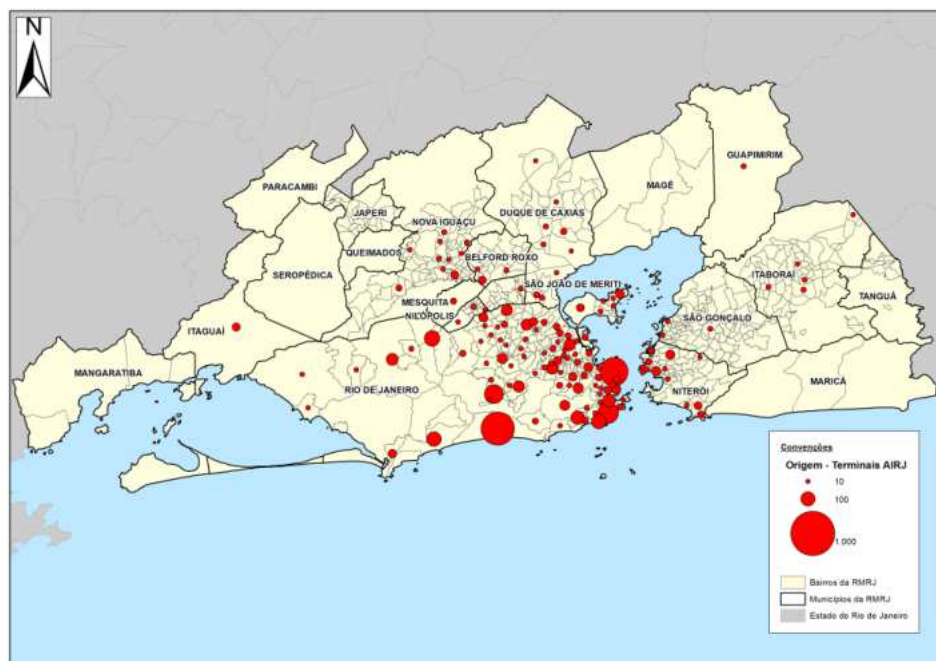 N
GUAPIMIRIM
PARACAMBI
MAGÉ
JAPERI
NOVA IGUAÇU
DUQUE DE CAXIAS
QUEIMADOS
BELFORD ROXO
ITABORAÍ
SEROPÉDICA
SÃO JOÃO DE MERITI
TANGUÁ
MESQUITA
SÃO GONÇALO
NILÓPOLIS
ITAGUAÍ
MANGARATIBA
RIO DE JANEIRO
NITERÓI
MARICÁ
Convenções
Origem - Terminais AIRJ
10
100
1.000
Bairros da RMRJ
Municípios da RMRJ
Estado do Rio de Janeiro